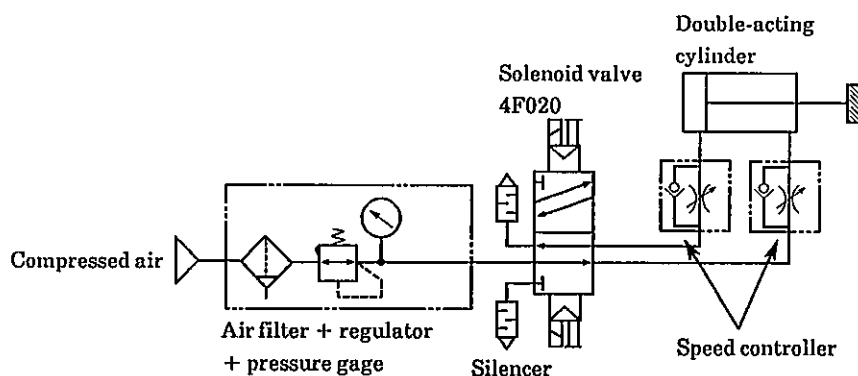 Double-acting
cylinder
Solenoid valve
4F020
Compressed air
Air filter + regulator
+ pressure gage
Silencer
Speed controller